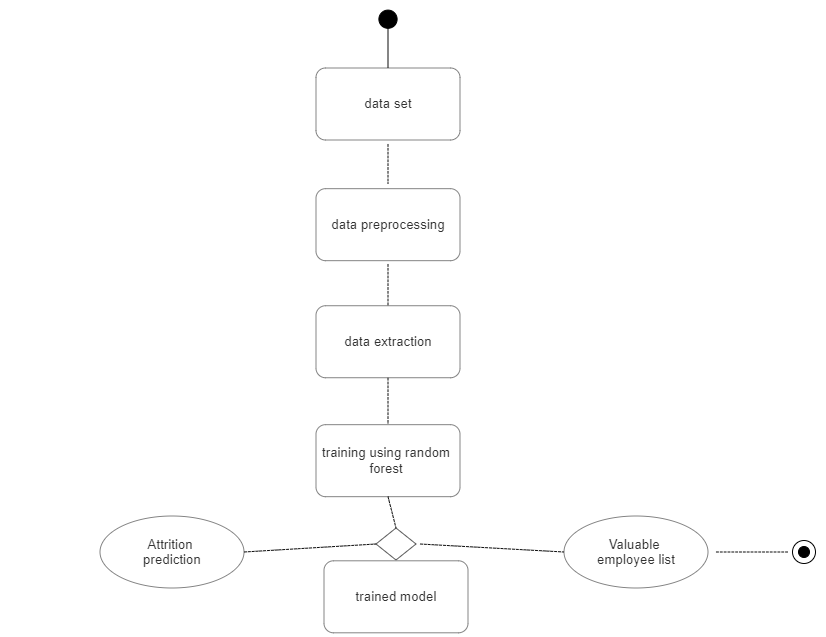 data set
data preprocessing
data extraction
training using random
forest
Attrition
prediction
Valuable
employee list
trained model